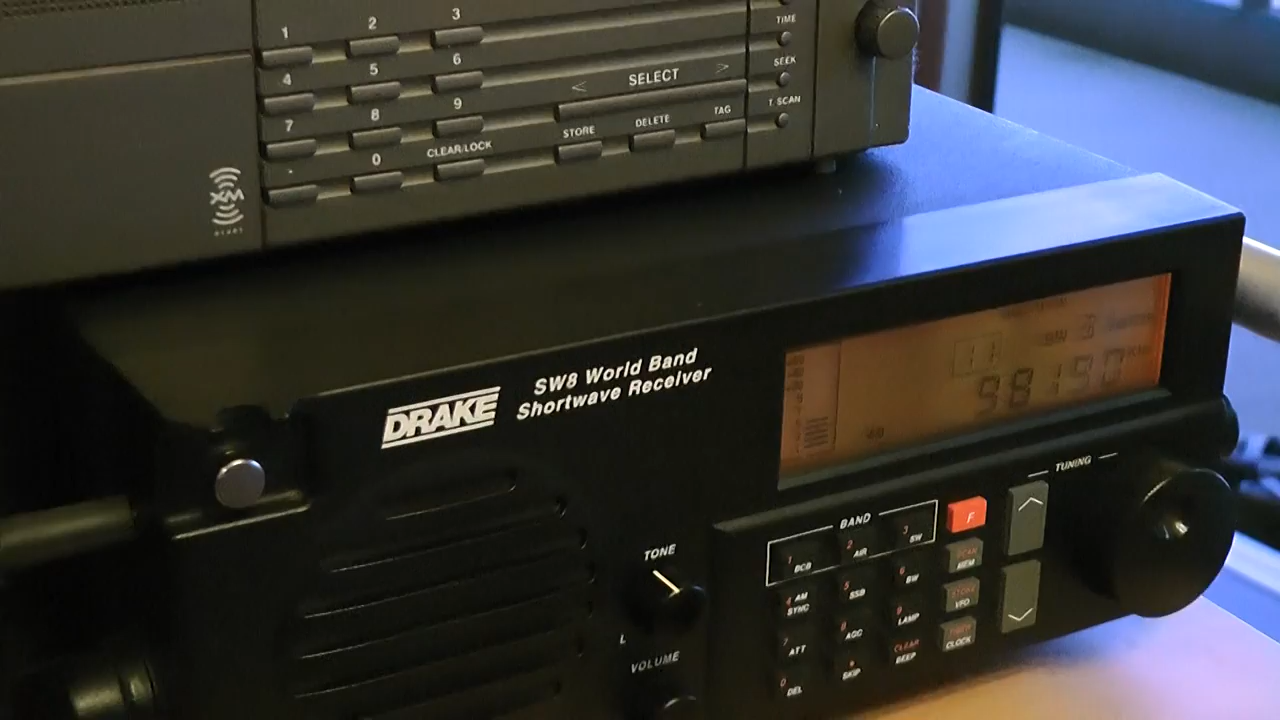 1 2 3
4 5 6
7 8 9
0 CLEAR/LOCK
< SELECT >
STORE DELETE TAG
TIME
SEEK
T. SCAN
XM
DRAKE
SW8 World Band
Shortwave Receiver
TONE
L
VOLUME
BAND
1 BCB 2 AIR 3 SW
4 AM SYNC 5 SSB 6 BW
7 ATT 8 AGC 9 LAMP
0 DEL SKIP CLEAR BEEP
F
SCAN MEM
STORE VFO
TIMER CLOCK
TUNING